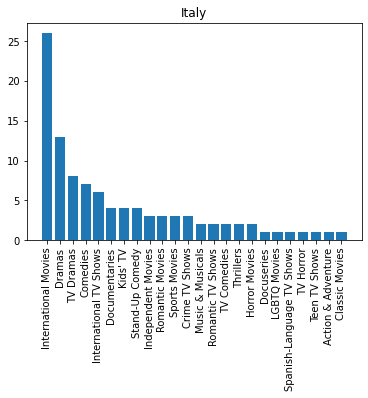 Italy
25
20
15
10
5
0
International Movies
Dramas
TV Dramas
Comedies
International TV Shows
Documentaries
Kids' TV
Stand-Up Comedy
Independent Movies
Romantic Movies
Sports Movies
Crime TV Shows
Music & Musicals
Romantic TV Shows
TV Comedies
Thrillers
Horror Movies
Docuseries
LGBTQ Movies
Spanish-Language TV Shows
TV Horror
Teen TV Shows
Action & Adventure
Classic Movies